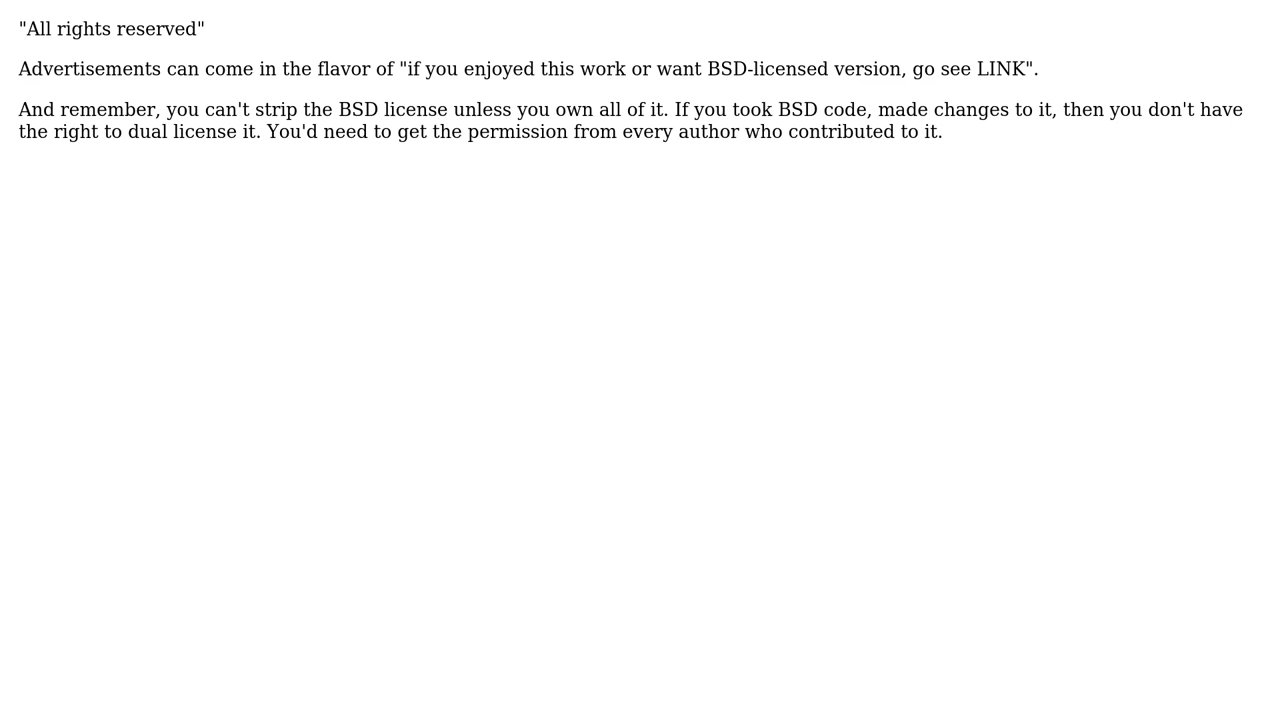 "All rights reserved"
Advertisements can come in the flavor of "if you enjoyed this work or want BSD-licensed version, go see LINK".
And remember, you can't strip the BSD license unless you own all of it. If you took BSD code, made changes to it, then you don't have
the right to dual license it. You'd need to get the permission from every author who contributed to it.